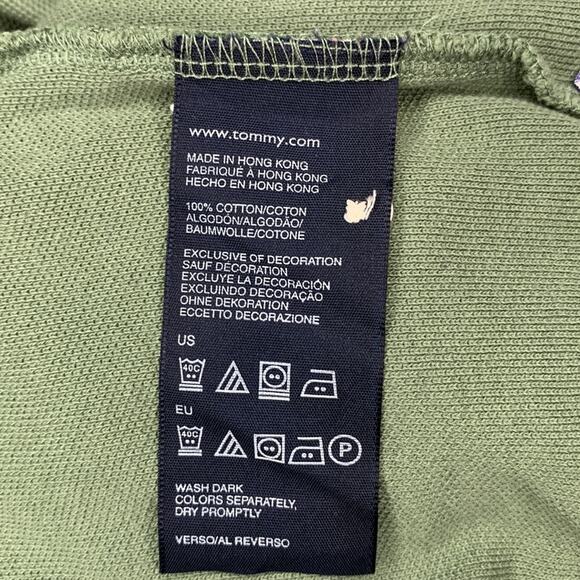 www.tommy.com
MADE IN HONG KONG
FABRIQUÉ À HONG KONG
HECHO EN HONG KONG
100% COTTON/COTON
ALGODÓN/ALGODÃO/
BAUMWOLLE/COTONE
EXCLUSIVE OF DECORATION
SAUF DÉCORATION
EXCLUYE LA DECORACIÓN
EXCLUINDO DECORAÇÃO
OHNE DEKORATION
ECCETTO DECORAZIONE
US
40C
EU
40C P
WASH DARK
COLORS SEPARATELY,
DRY PROMPTLY
VERSO/AL REVERSO